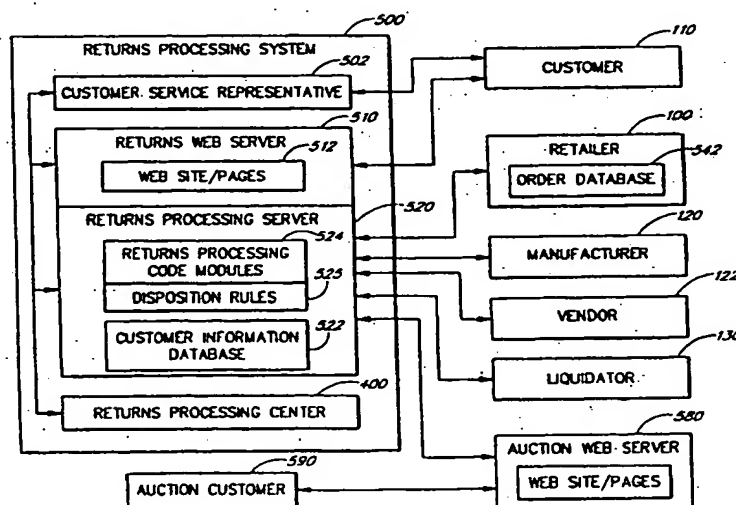 500
RETURNS PROCESSING SYSTEM
502
CUSTOMER SERVICE REPRESENTATIVE
510
RETURNS WEB SERVER
512
WEB SITE/PAGES
RETURNS PROCESSING SERVER
520
524
RETURNS PROCESSING
CODE MODULES
525
DISPOSITION RULES
522
CUSTOMER INFORMATION
DATABASE
400
RETURNS PROCESSING CENTER
590
AUCTION CUSTOMER
110
CUSTOMER
100
RETAILER
542
ORDER DATABASE
120
MANUFACTURER
122
VENDOR
130
LIQUIDATOR
580
AUCTION WEB SERVER
WEB SITE/PAGES